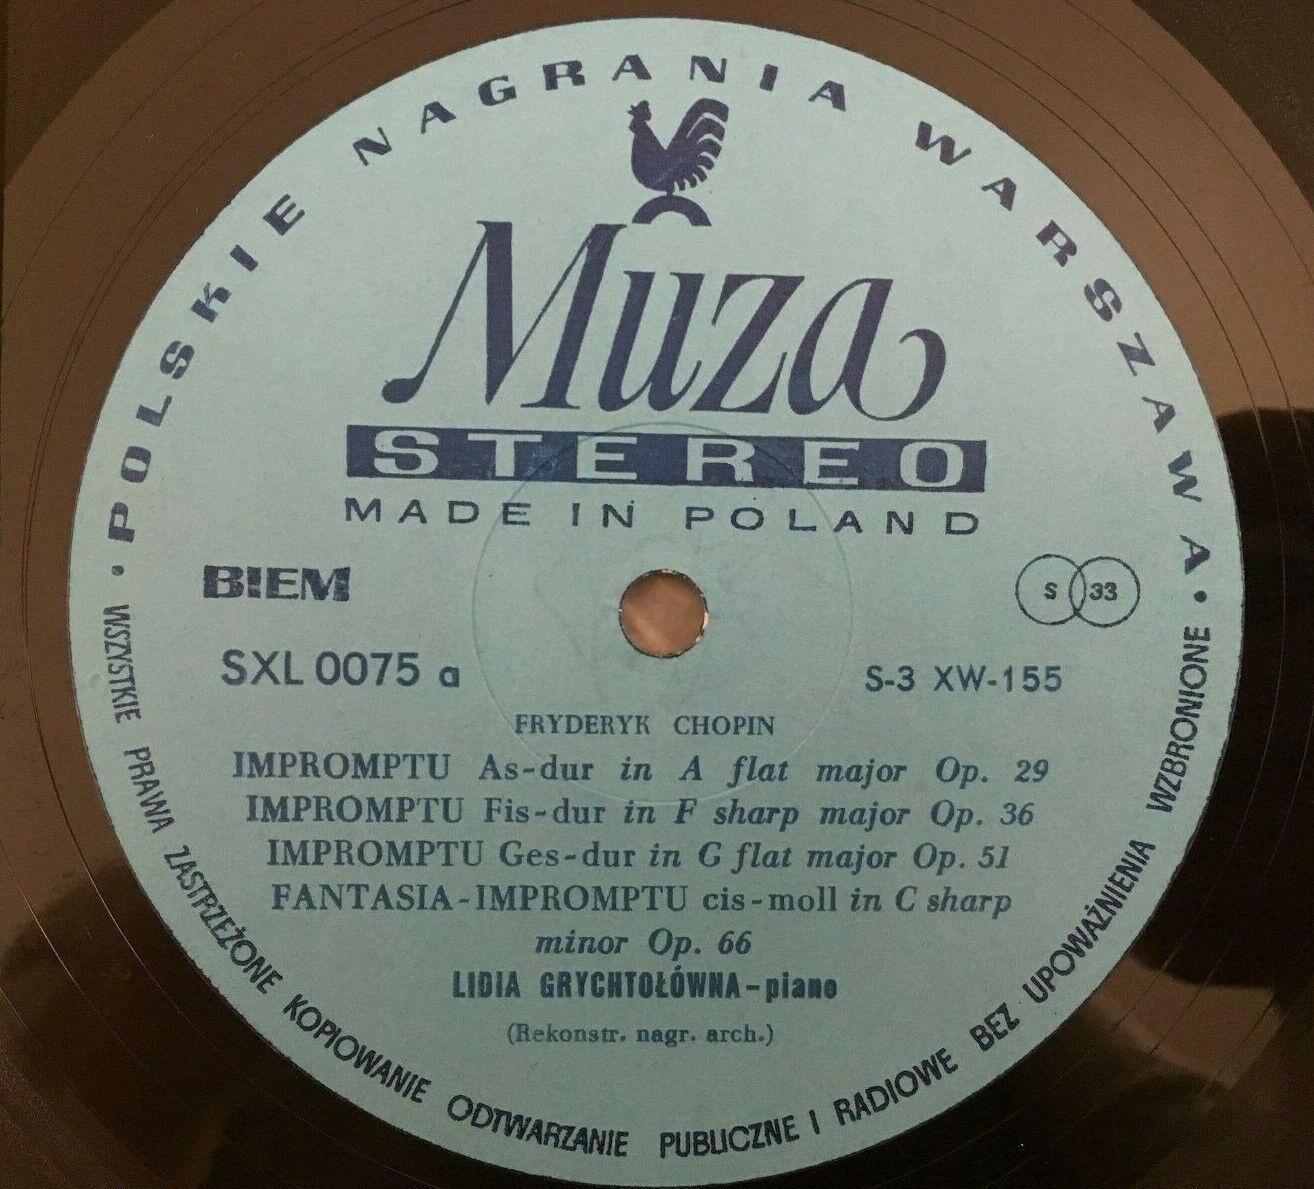 • POLSKIE NAGRANIA WARSZAWA •
Muza
STEREO
MADE IN POLAND
BIEM
S 33
SXL 0075 a
S-3 XW-155
FRYDERYK CHOPIN
IMPROMPTU As-dur in A flat major Op. 29
IMPROMPTU Fis-dur in F sharp major Op. 36
IMPROMPTU Ges-dur in G flat major Op. 51
FANTASIA-IMPROMPTU cis-moll in C sharp
minor Op. 66
LIDIA GRYCHTOŁÓWNA-piano
(Rekonstr. nagr. arch.)
WSZYSTKIE PRAWA ZASTRZEŻONE KOPIOWANIE ODTWARZANIE PUBLICZNE I RADIOWE BEZ UPOWAŻNIENIA WZBRONIONE